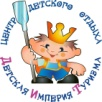 центр детского отдыха
Детская Империя Туризма